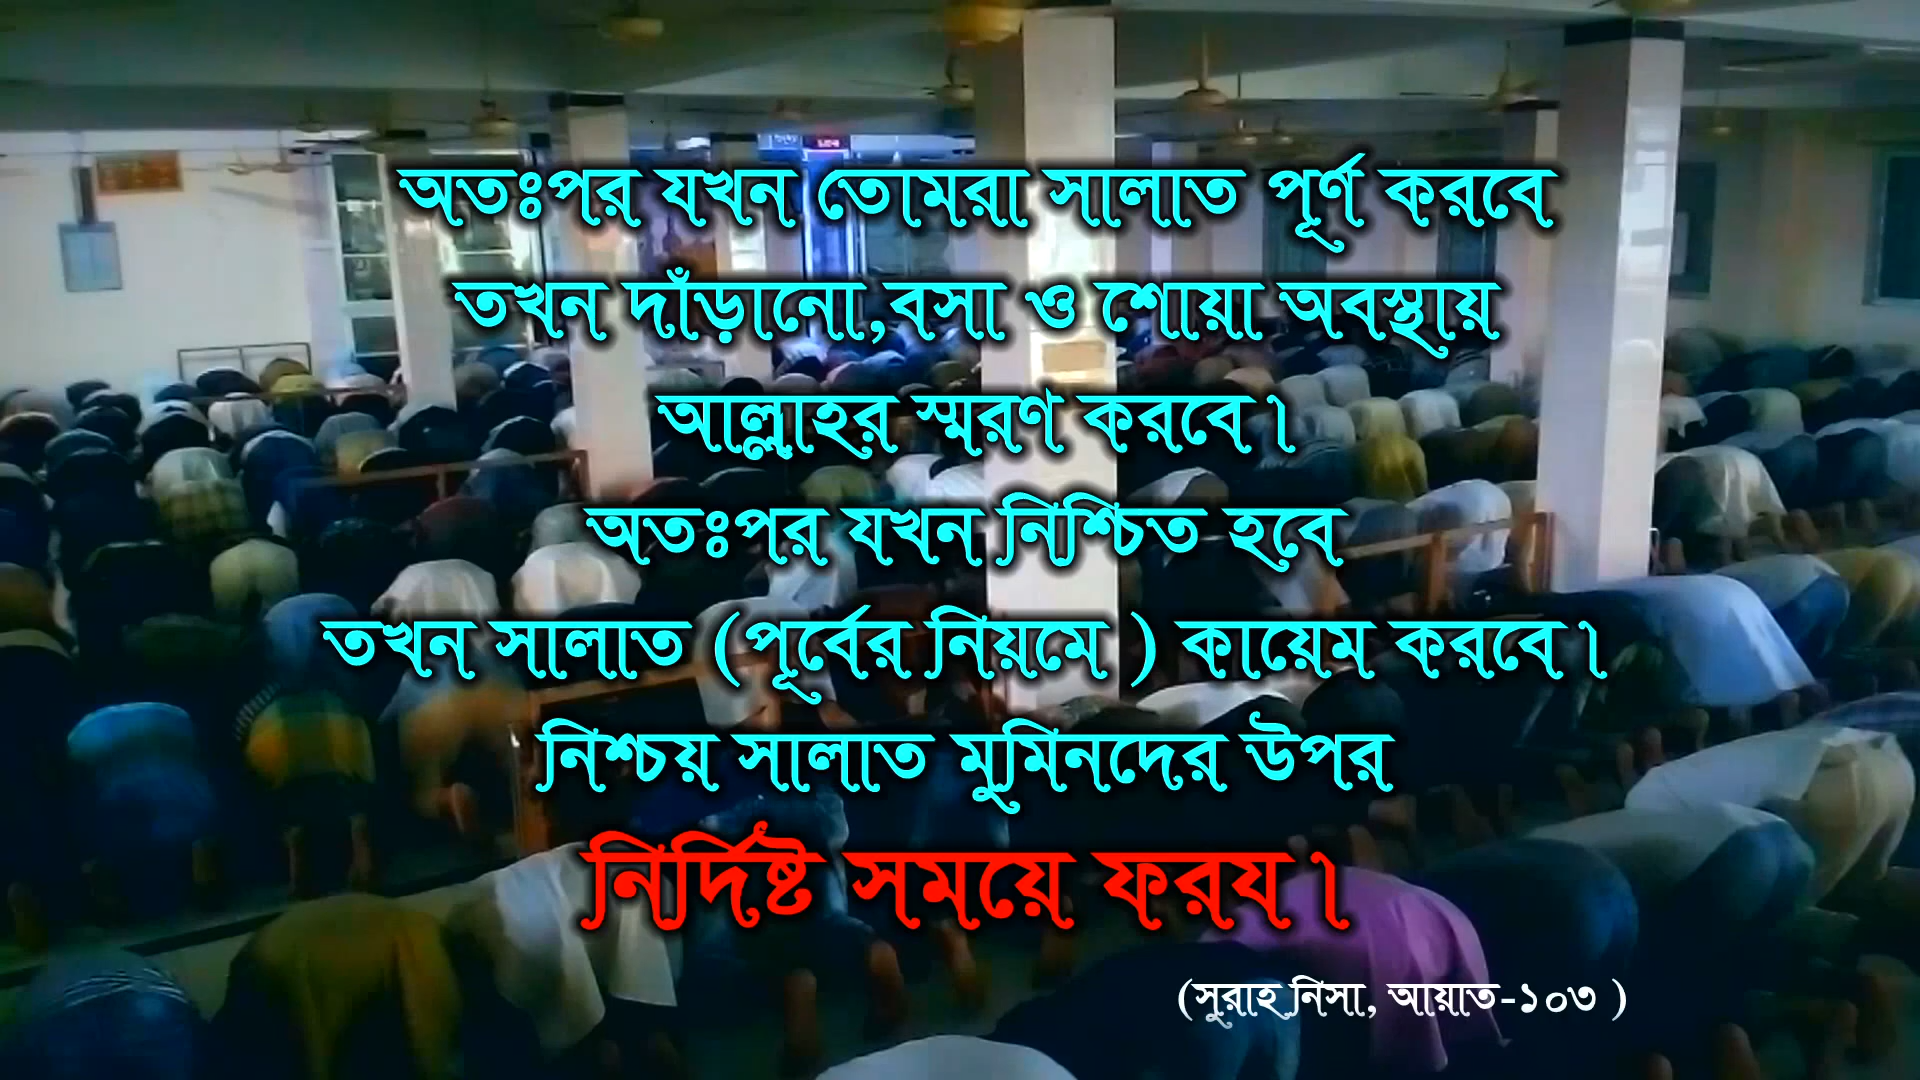 অতঃপর যখন তোমরা সালাত পূর্ণ করবে
তখন দাঁড়ানো,বসা ও শোয়া অবস্থায়
আল্লাহর স্মরণ করবে।
অতঃপর যখন নিশ্চিত হবে
তখন সালাত (পূর্বের নিয়মে ) কায়েম করবে।
নিশ্চয় সালাত মুমিনদের উপর
নির্দিষ্ট সময়ে ফরয।
(সুরাহ নিসা, আয়াত-১০৩ )